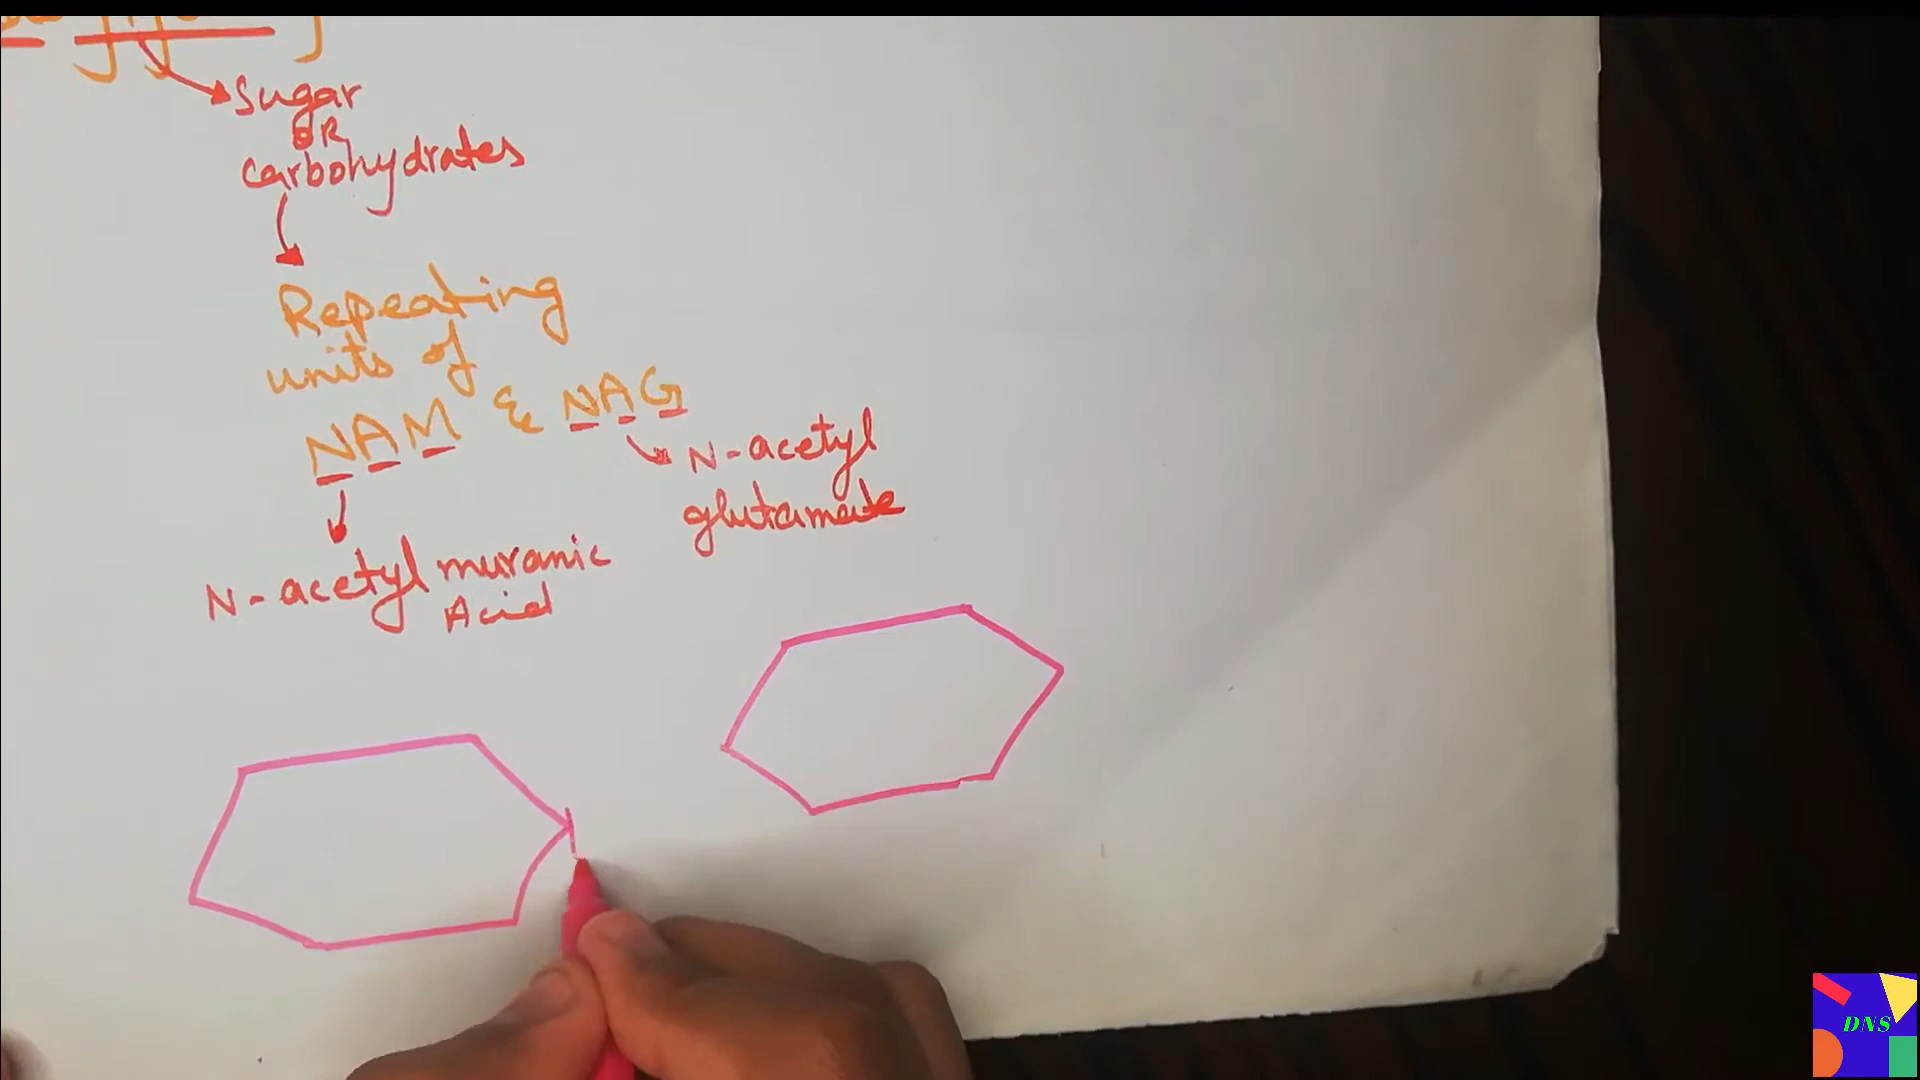 Sugar
OR
carbohydrates
Repeating
units of
NAM & NAG
N-acetyl
glutamate
N-acetyl muramic
Acid
DNS